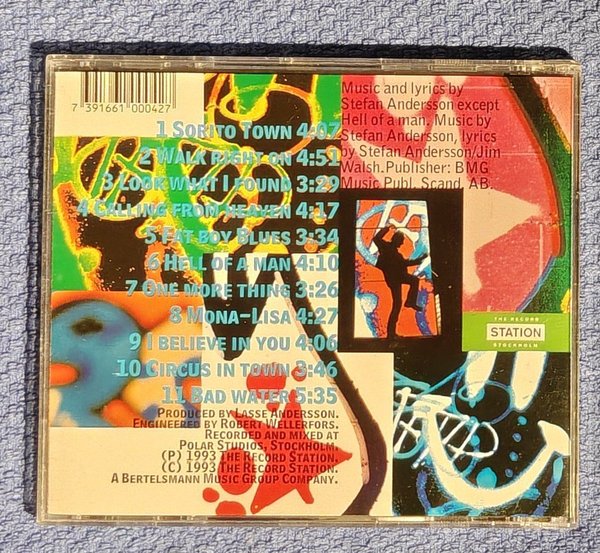 7 391661 000427
1 Sorito Town 4:07
2 Walk right on 4:51
3 Look what I found 3:29
4 Calling from heaven 4:17
5 Fat boy Blues 3:34
6 Hell of a man 4:10
7 One more thing 3:26
8 Mona-Lisa 4:27
9 I believe in you 4:06
10 Circus in town 3:46
11 Bad water 5:35
Produced by Lasse Andersson.
Engineered by Robert Wellerfors.
Recorded and mixed at
Polar Studios, Stockholm.
(P) 1993 The Record Station.
(C) 1993 The Record Station.
A Bertelsmann Music Group Company.
Music and lyrics by
Stefan Andersson except
Hell of a man. Music by
Stefan Andersson, lyrics
by Stefan Andersson/Jim
Walsh.Publisher: BMG
Music Publ. Scand, AB.
THE RECORD
STATION
STOCKHOLM